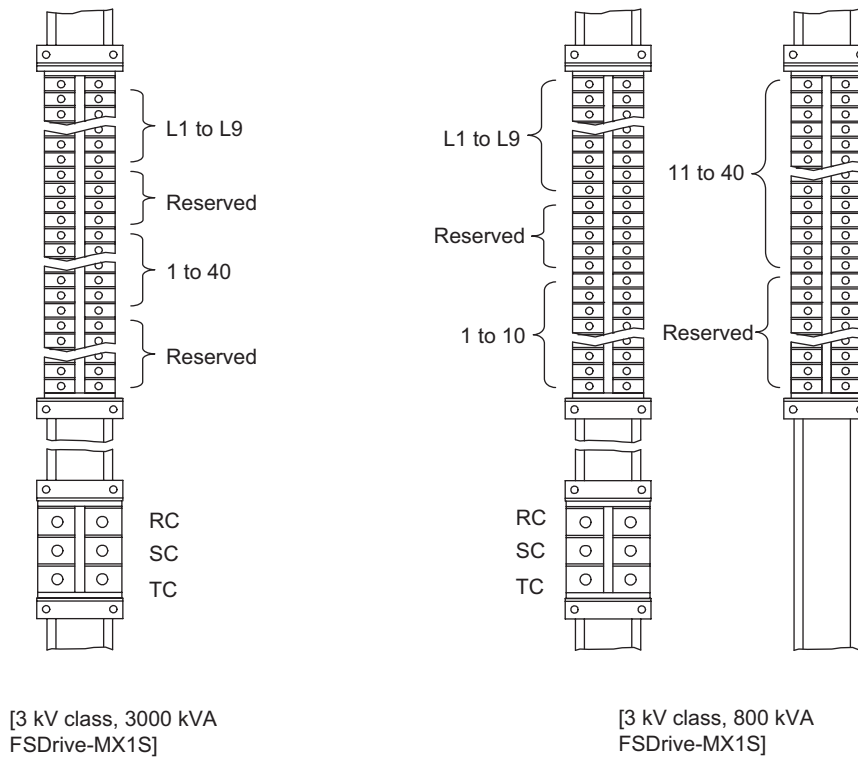 L1 to L9
Reserved
1 to 40
Reserved
RC
SC
TC
[3 kV class, 3000 kVA
FSDrive-MX1S]
L1 to L9
Reserved
1 to 10
RC
SC
TC
11 to 40
Reserved
[3 kV class, 800 kVA
FSDrive-MX1S]